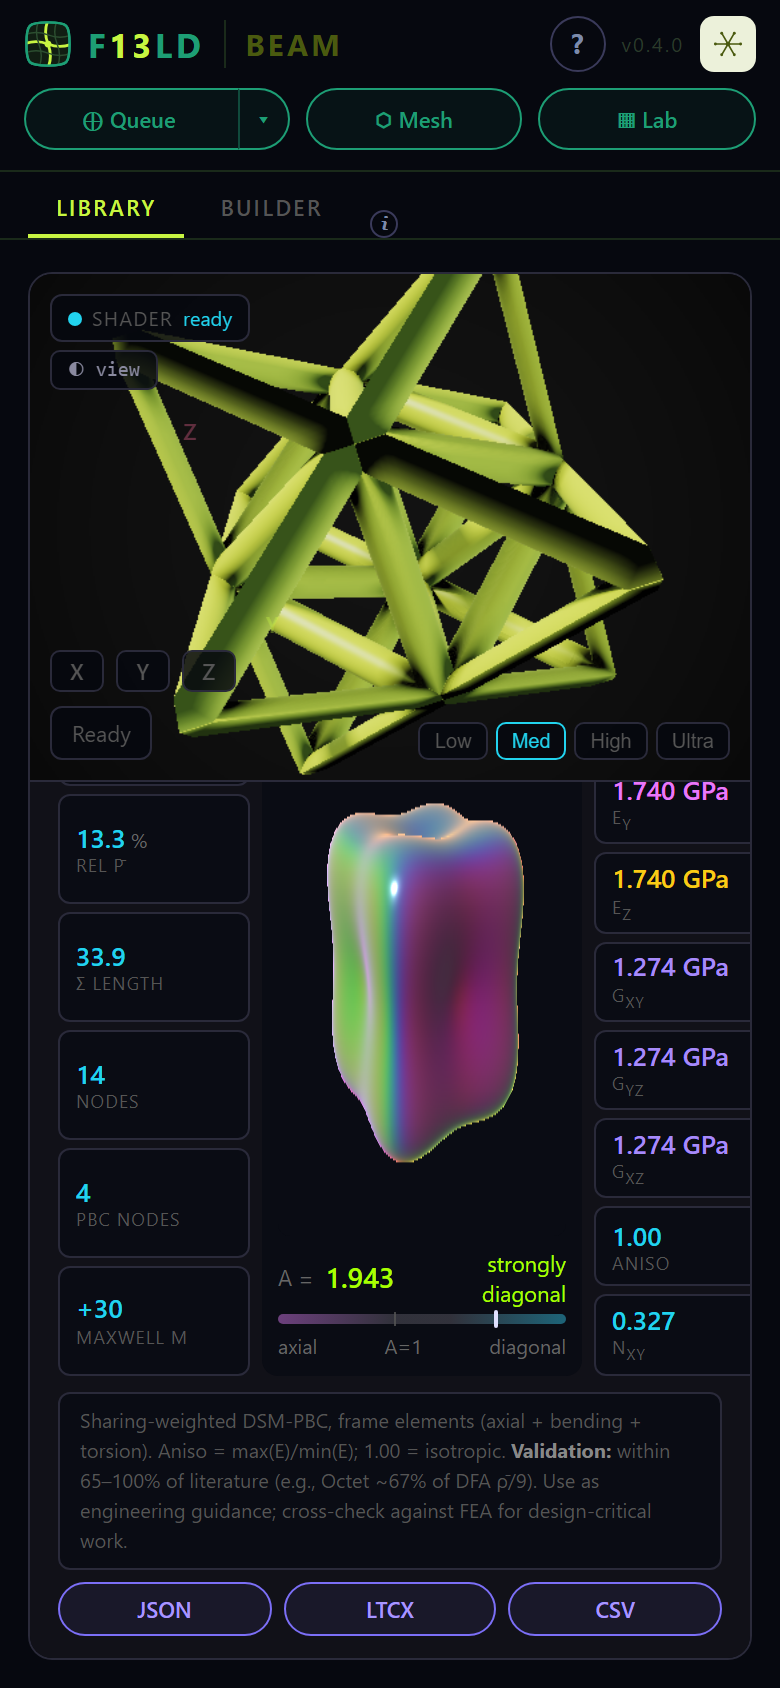 F13LD BEAM ? v0.4.0
Queue ▼ Mesh Lab
LIBRARY BUILDER i
SHADER ready
view
Z
X Y Z
Ready
Low Med High Ultra
13.3 %
REL Ρ̄
33.9
Σ LENGTH
14
NODES
4
PBC NODES
+30
MAXWELL M
A = 1.943
strongly
diagonal
axial A=1 diagonal
1.740 GPa
EY
1.740 GPa
EZ
1.274 GPa
GXY
1.274 GPa
GYZ
1.274 GPa
GXZ
1.00
ANISO
0.327
ΝXY
Sharing-weighted DSM-PBC, frame elements (axial + bending +
torsion). Aniso = max(E)/min(E); 1.00 = isotropic. Validation: within
65–100% of literature (e.g., Octet ~67% of DFA ρ̄/9). Use as
engineering guidance; cross-check against FEA for design-critical
work.
JSON LTCX CSV